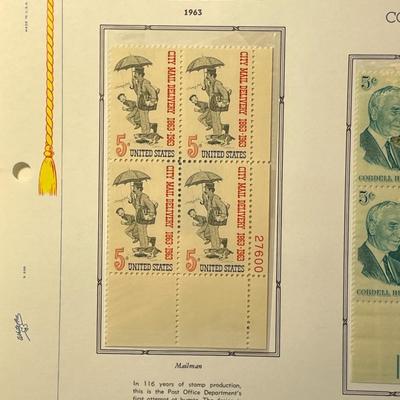 1963
CO
CITY MAIL DELIVERY 1863-1963
5¢
UNITED STATES
CITY MAIL DELIVERY 1863-1963
5¢
UNITED STATES
CITY MAIL DELIVERY 1863-1963
5¢
UNITED STATES
CITY MAIL DELIVERY 1863-1963
5¢
UNITED STATES
27600
5¢
CORDELL H
5¢
CORDELL HU
Mailman
In 116 years of stamp production,
this is the Post Office Department's
first attempt at humor. The design is